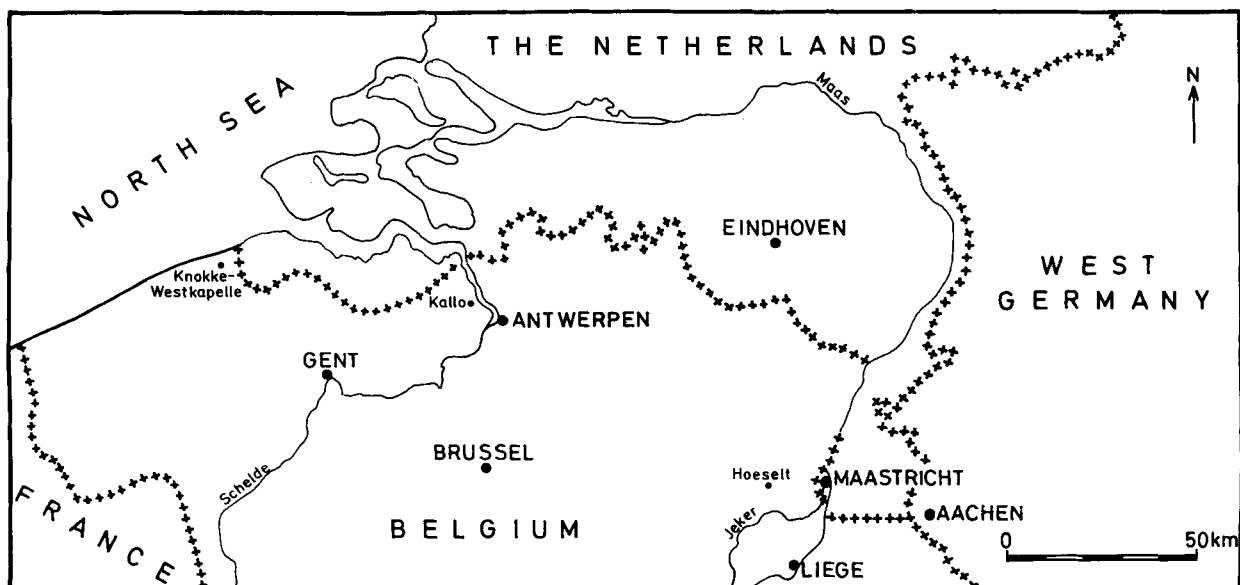 THE NETHERLANDS
NORTH SEA
Maas
N
EINDHOVEN
WEST
GERMANY
Knokke-
Westkapelle
Kallo
ANTWERPEN
GENT
BRUSSEL
Hoeselt
MAASTRICHT
Schelde
FRANCE
BELGIUM
Jeker
AACHEN
0 50km
LIEGE